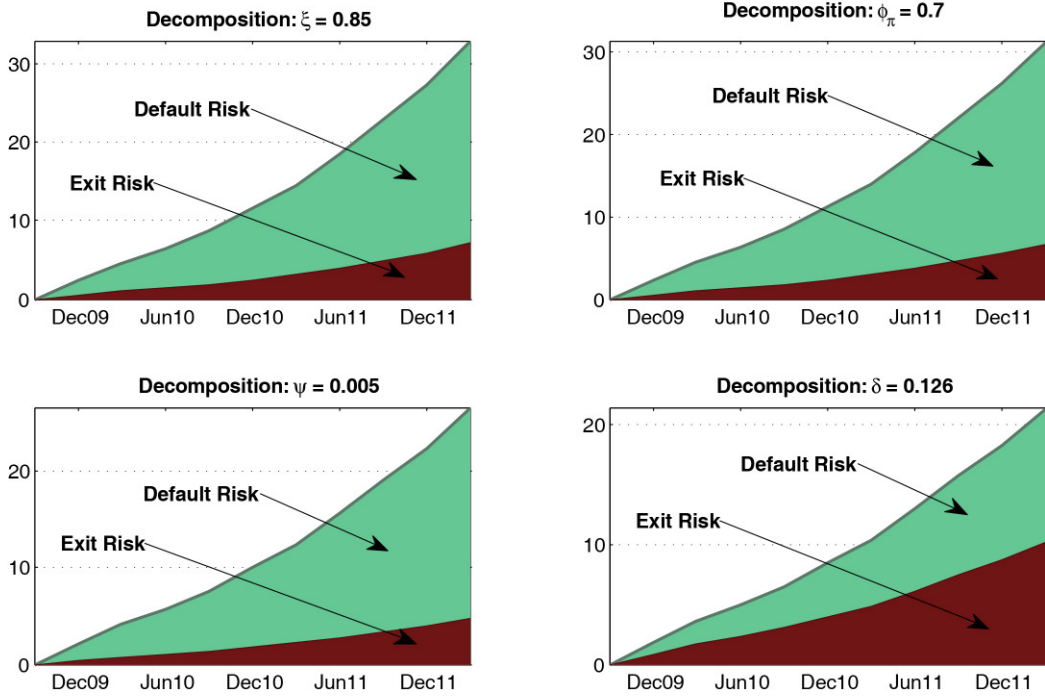 Decomposition: ξ = 0.85
30
20
10
0
Default Risk
Exit Risk
Dec09 Jun10 Dec10 Jun11 Dec11
Decomposition: ϕπ = 0.7
30
20
10
0
Default Risk
Exit Risk
Dec09 Jun10 Dec10 Jun11 Dec11
Decomposition: ψ = 0.005
20
10
0
Default Risk
Exit Risk
Dec09 Jun10 Dec10 Jun11 Dec11
Decomposition: δ = 0.126
20
10
0
Default Risk
Exit Risk
Dec09 Jun10 Dec10 Jun11 Dec11